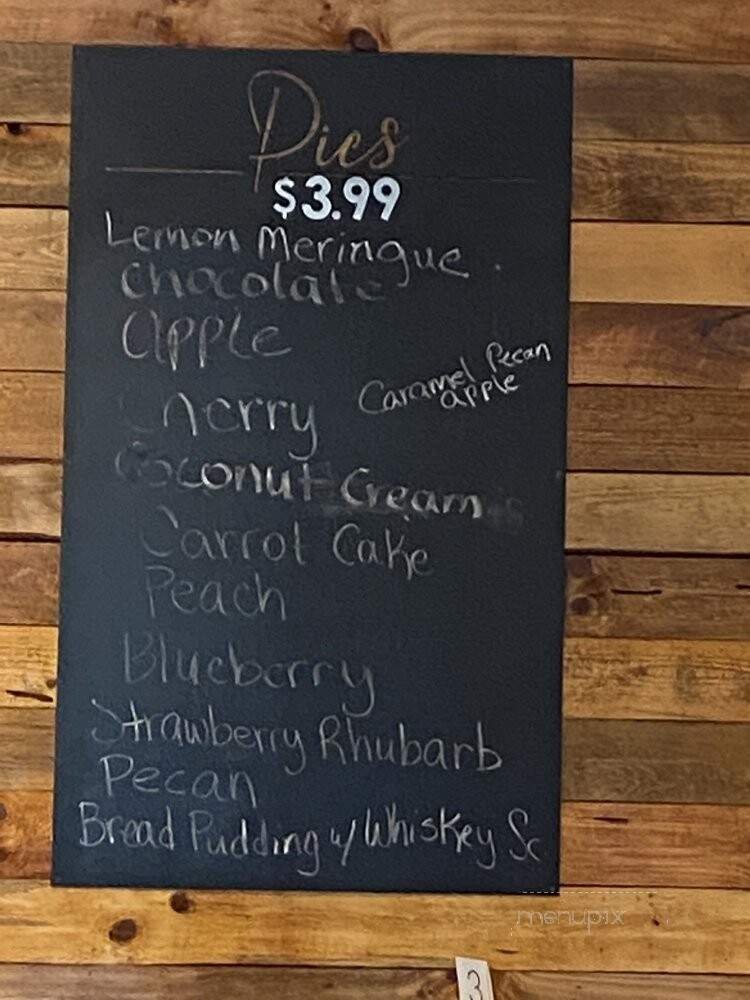 Pies
$3.99
Lemon Meringue
Chocolate
Apple
Caramel Pecan
apple
Cherry
Coconut Cream
Carrot Cake
Peach
Blueberry
Strawberry Rhubarb
Pecan
Bread Pudding w/ Whiskey Sc
menupix
3